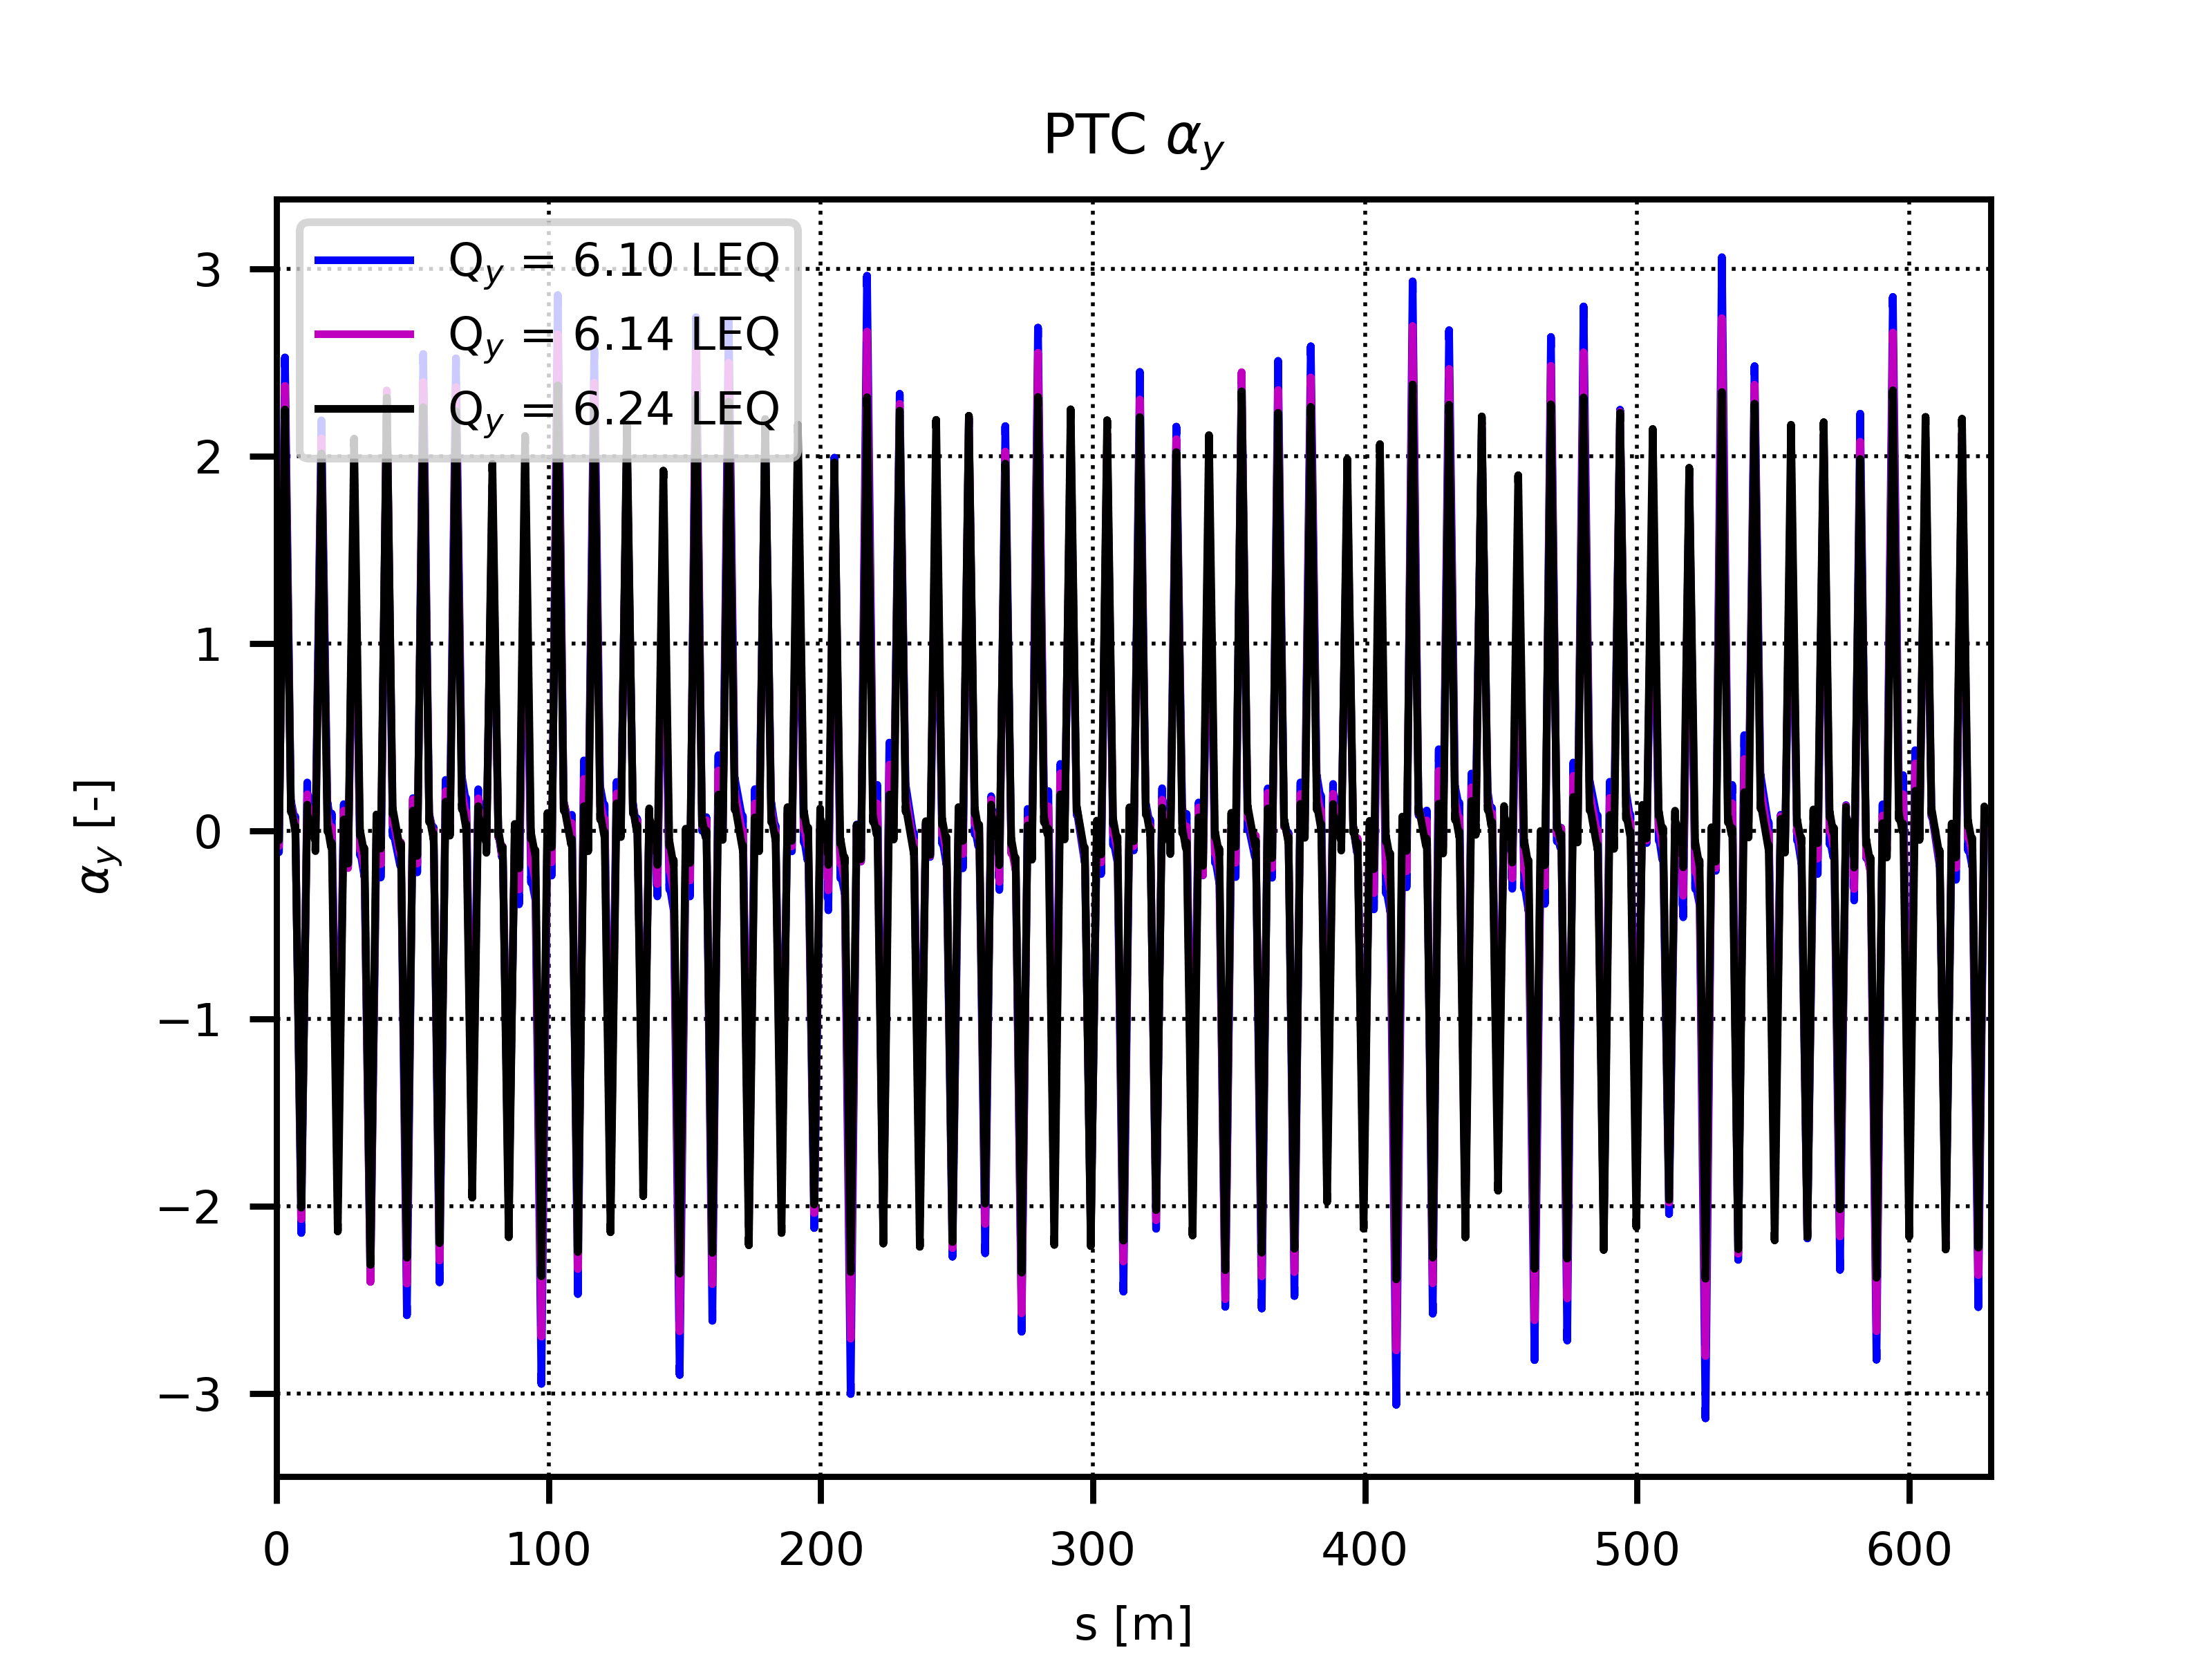 PTC αy
Qy = 6.10 LEQ
Qy = 6.14 LEQ
Qy = 6.24 LEQ
3
2
1
0
−1
−2
−3
αy [-]
0 100 200 300 400 500 600
s [m]